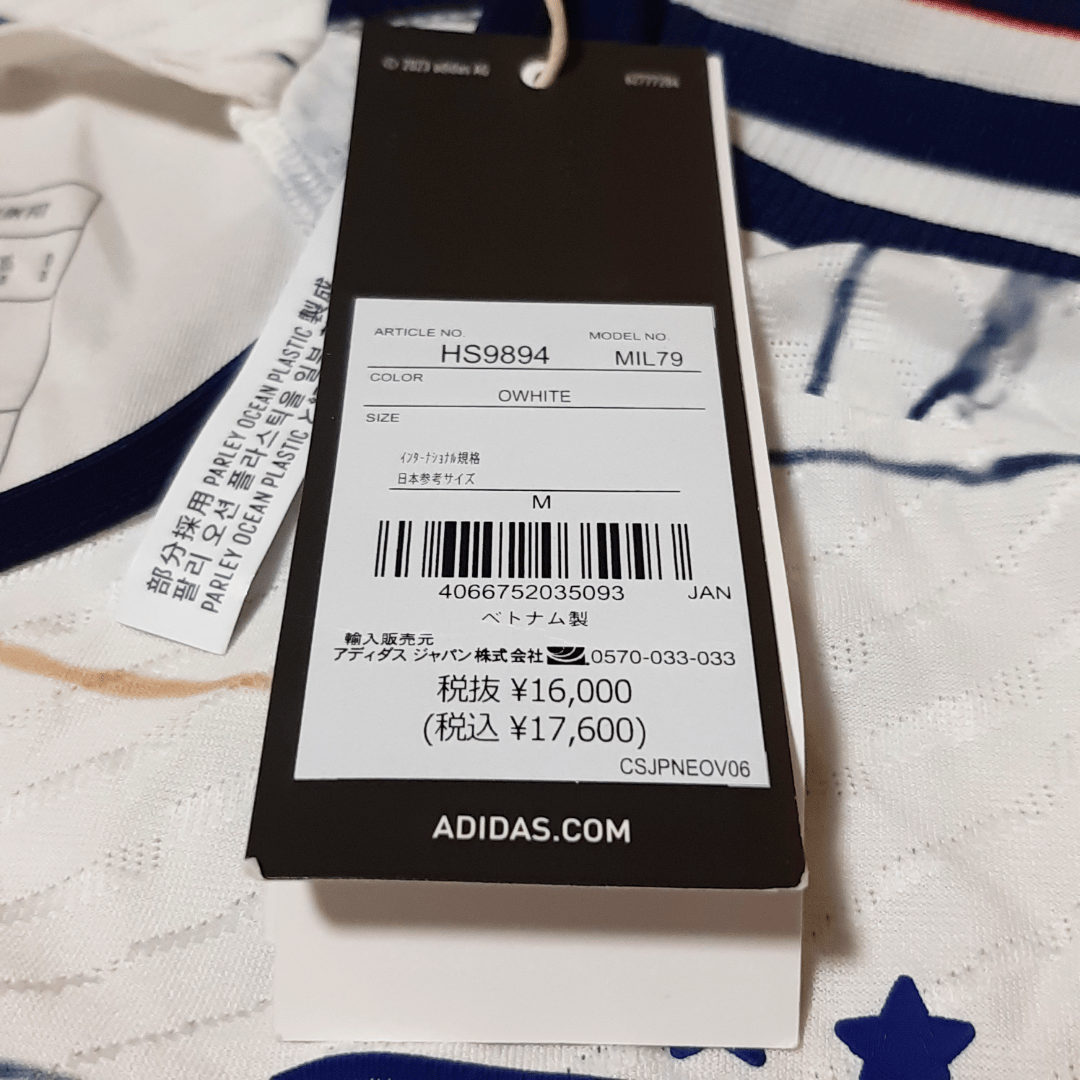 © 2023 adidas AG
ARTICLE NO.
MODEL NO.
HS9894
MIL79
COLOR
OWHITE
SIZE
インターナショナル規格
日本参考サイズ
M
4066752035093
JAN
ベトナム製
輸入販売元
アディダス ジャパン株式会社 0570-033-033
税抜 ¥16,000
(税込 ¥17,600)
CSJPNEOV06
ADIDAS.COM
部分採用 PARLEY OCEAN PLASTIC 製成
팔리 오션 플라스틱을 일부
PARLEY OCEAN PLASTIC